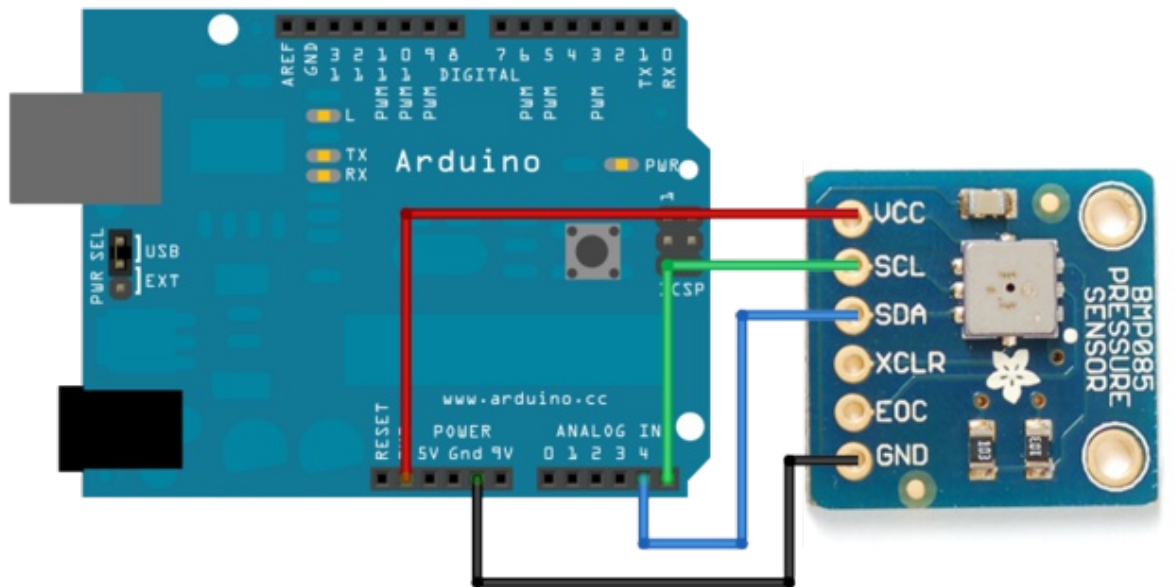 AREF
GND
13
12
11
10
9
8
7
6
5
4
3
2
TX 1
RX 0
DIGITAL
PWM
PWM
PWM
PWM
PWM
PWM
L
TX
RX
Arduino
PWR
1
ICSP
PWR SEL
USB
EXT
www.arduino.cc
POWER
ANALOG IN
RESET
5V Gnd 9V
0 1 2 3 4
VCC
SCL
SDA
XCLR
EOC
GND
BMP085
PRESSURE
SENSOR
103